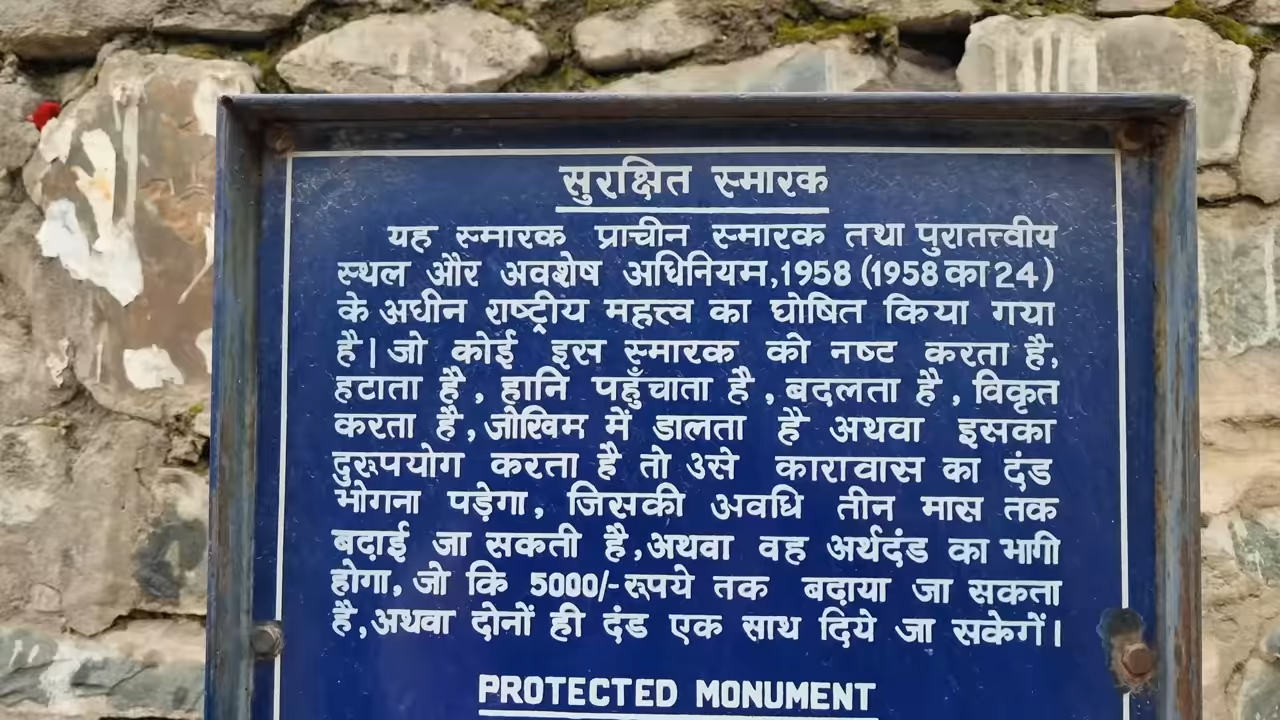 सुरक्षित स्मारक
यह स्मारक प्राचीन स्मारक तथा पुरातत्त्वीय
स्थल और अवशेष अधिनियम,1958 (1958 का 24)
के अधीन राष्ट्रीय महत्त्व का घोषित किया गया
है। जो कोई इस स्मारक को नष्ट करता है,
हटाता है, हानि पहुँचाता है, बदलता है, विकृत
करता है, जोखिम में डालता है अथवा इसका
दुरूपयोग करता है तो उसे कारावास का दंड
भोगना पड़ेगा, जिसकी अवधि तीन मास तक
बढ़ाई जा सकती है,अथवा वह अर्थदंड का भागी
होगा, जो कि 5000/-रूपये तक बढ़ाया जा सकता
है,अथवा दोनों ही दंड एक साथ दिये जा सकेगें।
PROTECTED MONUMENT